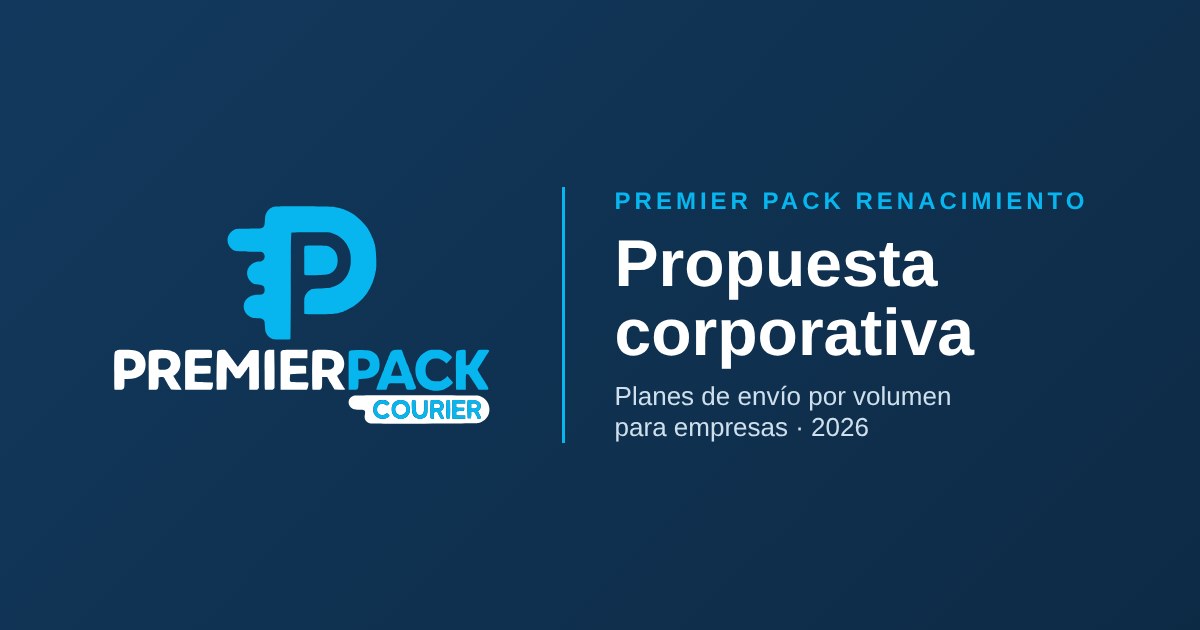 PREMIERPACK
COURIER
PREMIER PACK RENACIMIENTO
Propuesta
corporativa
Planes de envío por volumen
para empresas · 2026